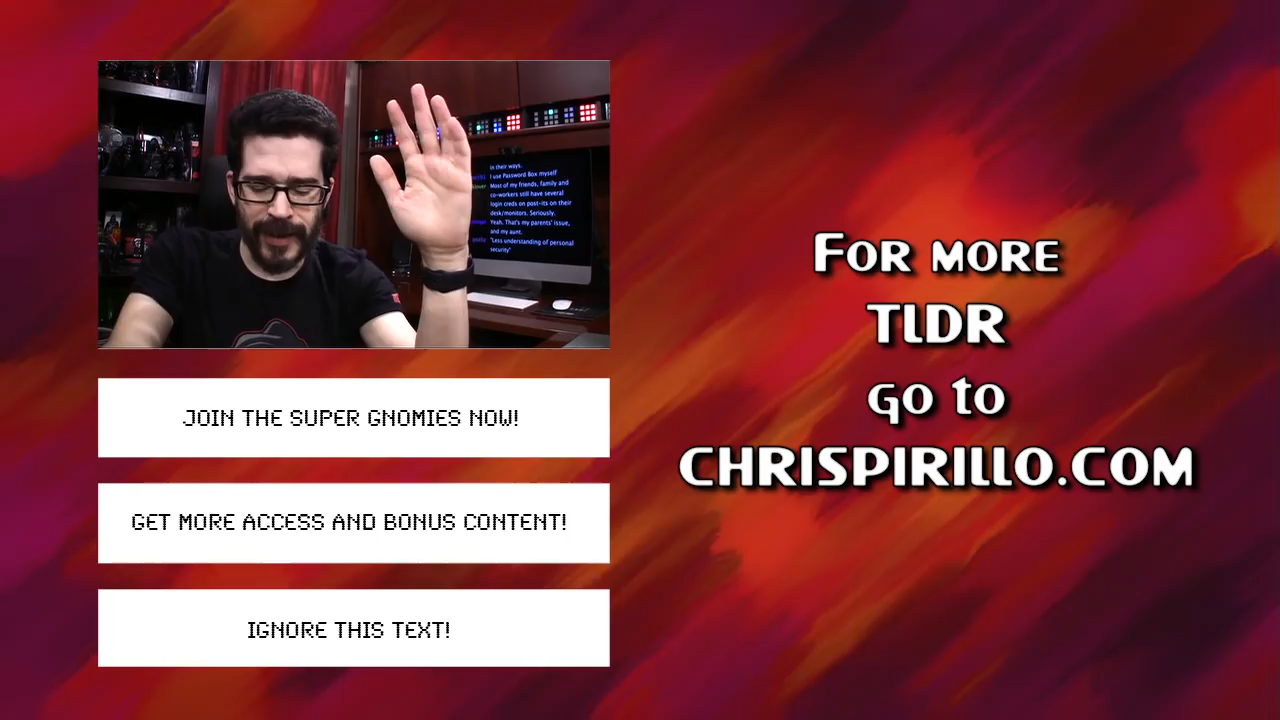 in their ways.
I use Password Box myself
Most of my friends, family and
co-workers still have several
login creds on post-its on their
desk/monitors. Seriously.
Yeah. That's my parents' issue,
and my aunt.
"Less understanding of personal
security"
JOIN THE SUPER GNOMIES NOW!
GET MORE ACCESS AND BONUS CONTENT!
IGNORE THIS TEXT!
For more
TLDR
go to
CHRISPIRILLO.COM